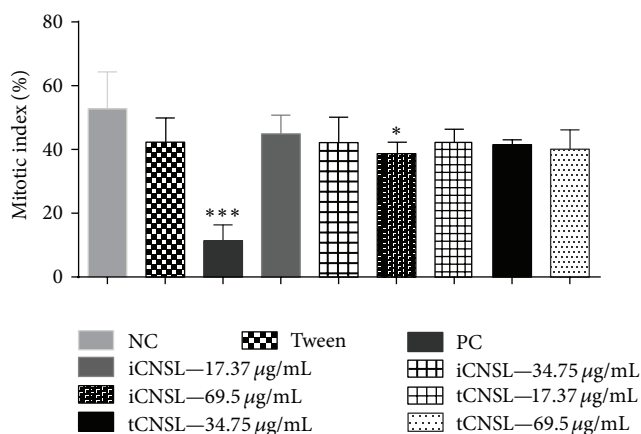 80
60
40
20
0
Mitotic index (%)
***
*
NC
Tween
PC
iCNSL—17.37 μg/mL
iCNSL—34.75 μg/mL
iCNSL—69.5 μg/mL
tCNSL—17.37 μg/mL
tCNSL—34.75 μg/mL
tCNSL—69.5 μg/mL